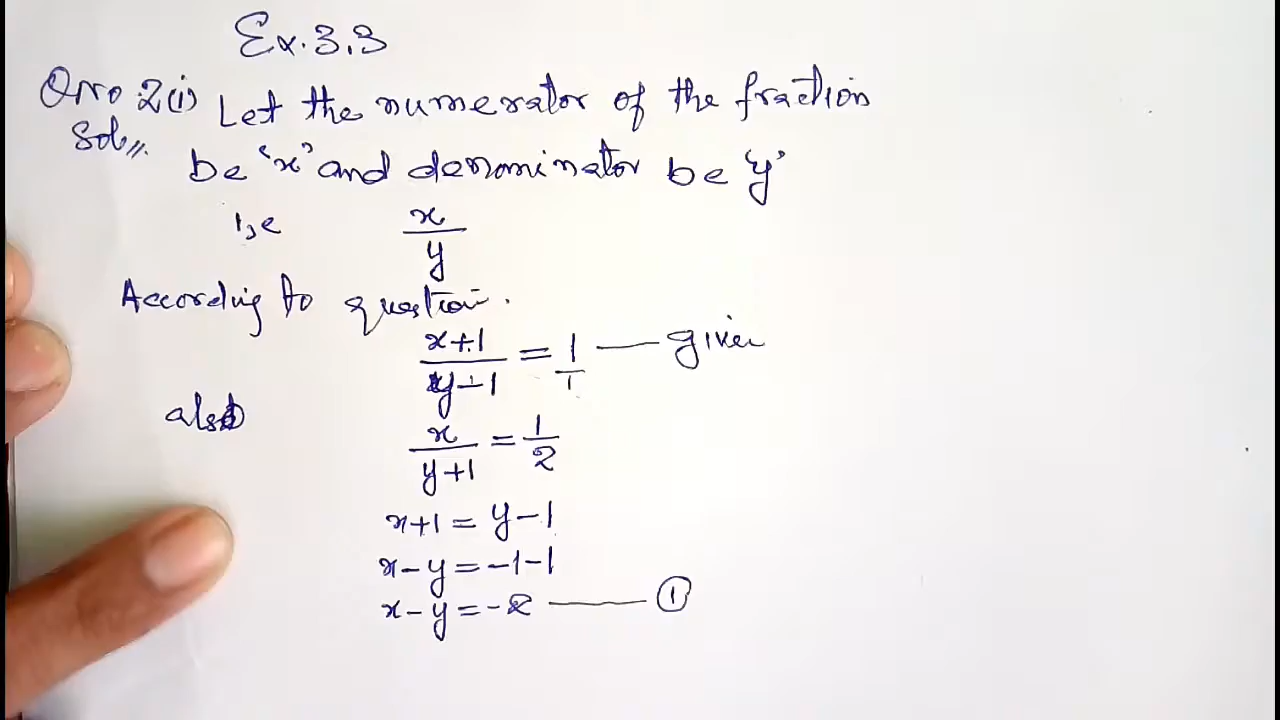 Ex. 3.3
QNo 2(i) Let the numerator of the fraction
Sol,,.
be 'x' and denominator be 'y'
i,e x/y
According to question.
x+1/y-1 = 1/1 — given
also
x/y+1 = 1/2
x+1 = y-1
x-y = -1-1
x-y = -2 — ①